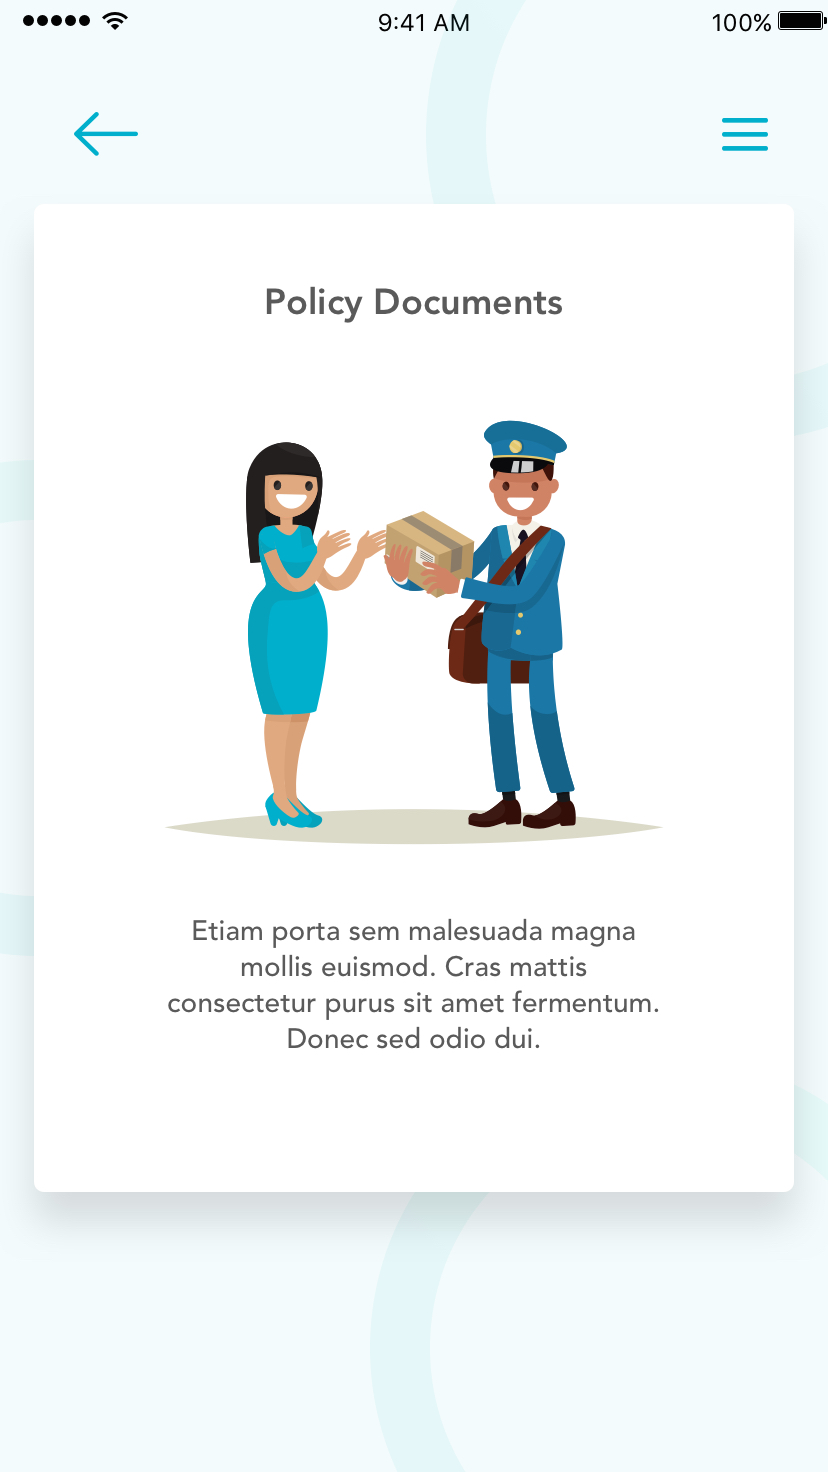 9:41 AM
100%
Policy Documents
Etiam porta sem malesuada magna
mollis euismod. Cras mattis
consectetur purus sit amet fermentum.
Donec sed odio dui.